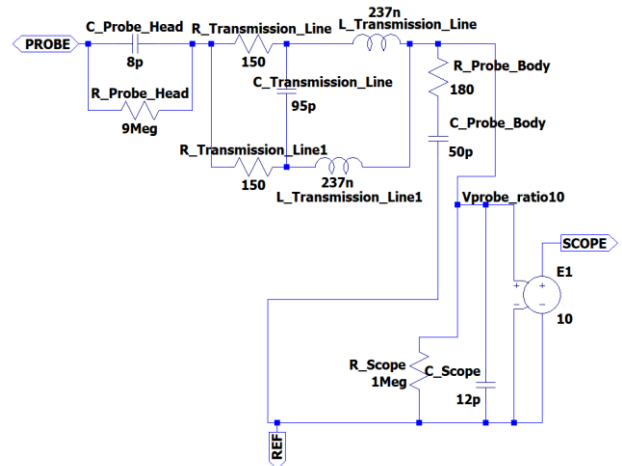 C_Probe_Head
R_Transmission_Line
237n
L_Transmission_Line
PROBE
8p
150
R_Probe_Head
9Meg
C_Transmission_Line
95p
R_Probe_Body
180
C_Probe_Body
50p
R_Transmission_Line1
150
237n
L_Transmission_Line1
Vprobe_ratio10
SCOPE
E1
10
R_Scope
1Meg
C_Scope
12p
REF